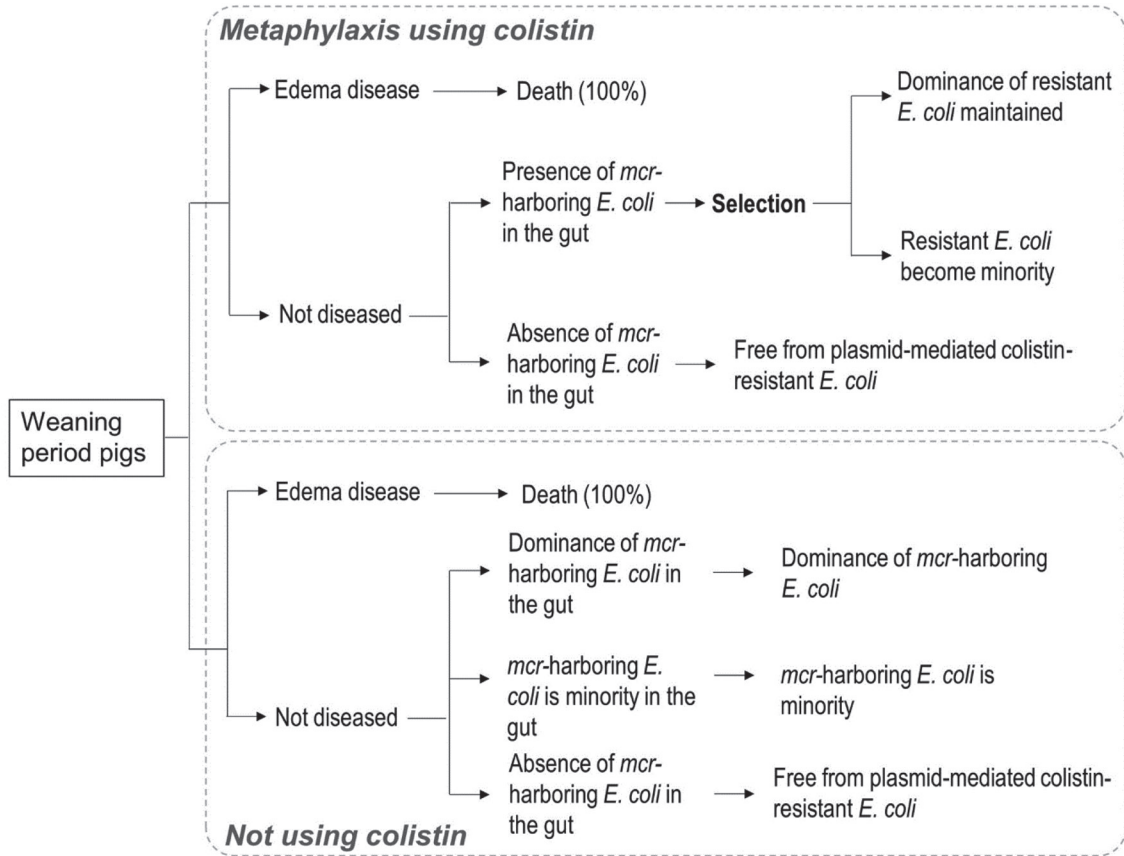 Metaphylaxis using colistin
Edema disease
Death (100%)
Dominance of resistant
E. coli maintained
Presence of mcr-
harboring E. coli
in the gut
Selection
Resistant E. coli
become minority
Not diseased
Absence of mcr-
harboring E. coli
in the gut
Free from plasmid-mediated colistin-
resistant E. coli
Weaning
period pigs
Edema disease
Death (100%)
Dominance of mcr-
harboring E. coli in
the gut
Dominance of mcr-harboring
E. coli
mcr-harboring E.
coli is minority in the
gut
mcr-harboring E. coli is
minority
Not diseased
Absence of mcr-
harboring E. coli in
the gut
Free from plasmid-mediated colistin-
resistant E. coli
Not using colistin